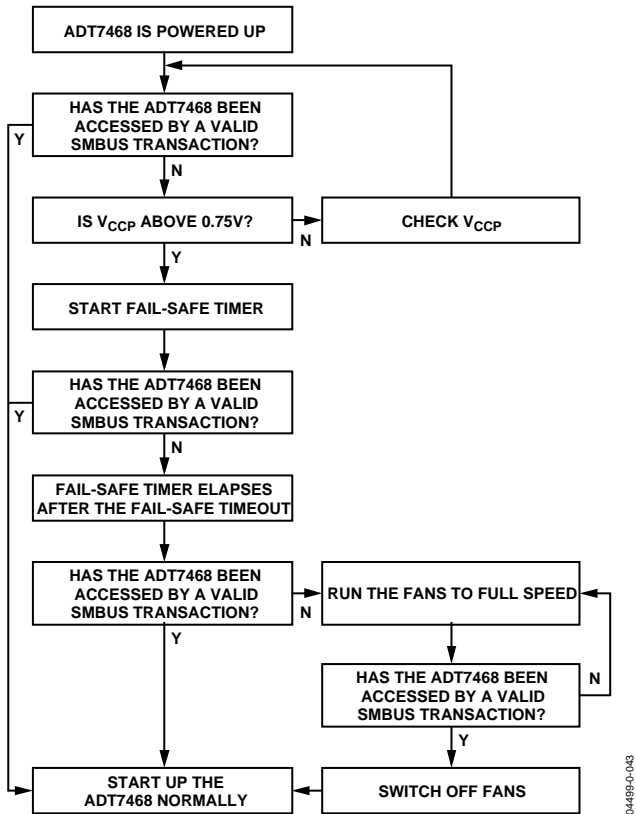 ADT7468 IS POWERED UP
HAS THE ADT7468 BEEN
ACCESSED BY A VALID
SMBUS TRANSACTION?
Y
N
IS VCCP ABOVE 0.75V?
N
CHECK VCCP
Y
START FAIL-SAFE TIMER
HAS THE ADT7468 BEEN
ACCESSED BY A VALID
SMBUS TRANSACTION?
Y
N
FAIL-SAFE TIMER ELAPSES
AFTER THE FAIL-SAFE TIMEOUT
HAS THE ADT7468 BEEN
ACCESSED BY A VALID
SMBUS TRANSACTION?
N
RUN THE FANS TO FULL SPEED
Y
HAS THE ADT7468 BEEN
ACCESSED BY A VALID
SMBUS TRANSACTION?
N
Y
START UP THE
ADT7468 NORMALLY
SWITCH OFF FANS
04499-0-043